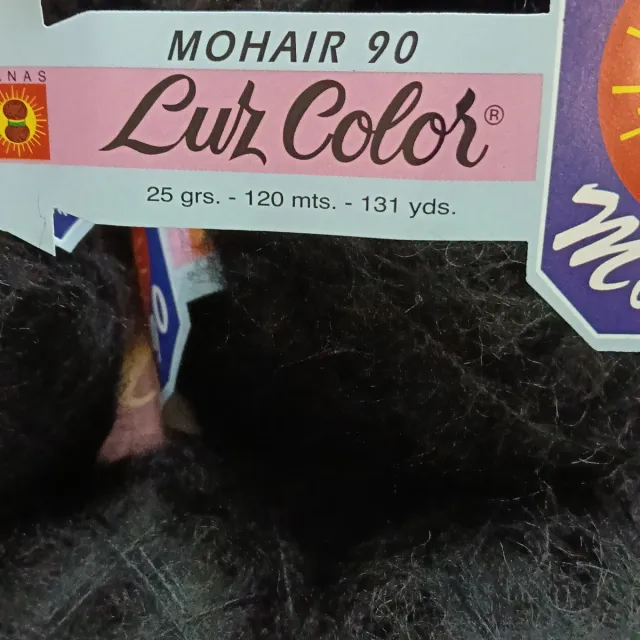 MOHAIR 90
Luz Color®
25 grs. - 120 mts. - 131 yds.